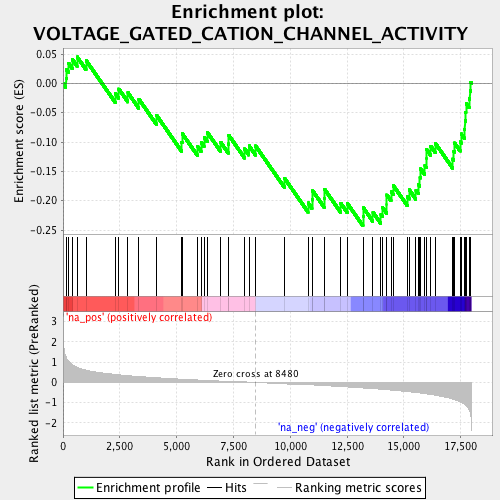 Enrichment plot:
VOLTAGE_GATED_CATION_CHANNEL_ACTIVITY
Enrichment score (ES)
0.05
0.00
-0.05
-0.10
-0.15
-0.20
-0.25
'na_pos' (positively correlated)
Ranked list metric (PreRanked)
3
2
1
0
-1
-2
Zero cross at 8480
'na_neg' (negatively correlated)
0
2,500
5,000
7,500
10,000
12,500
15,000
17,500
Rank in Ordered Dataset
Enrichment profile
Hits
Ranking metric scores